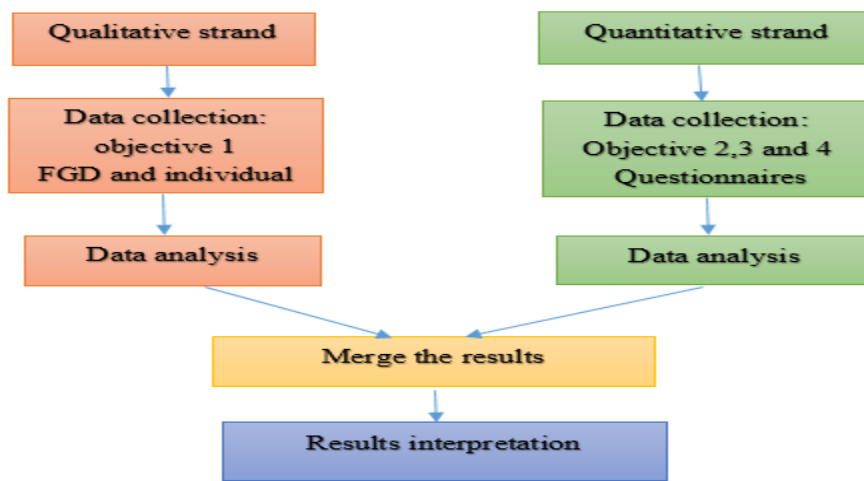 Qualitative strand
Data collection:
objective 1
FGD and individual
Data analysis
Quantitative strand
Data collection:
Objective 2,3 and 4
Questionnaires
Data analysis
Merge the results
Results interpretation